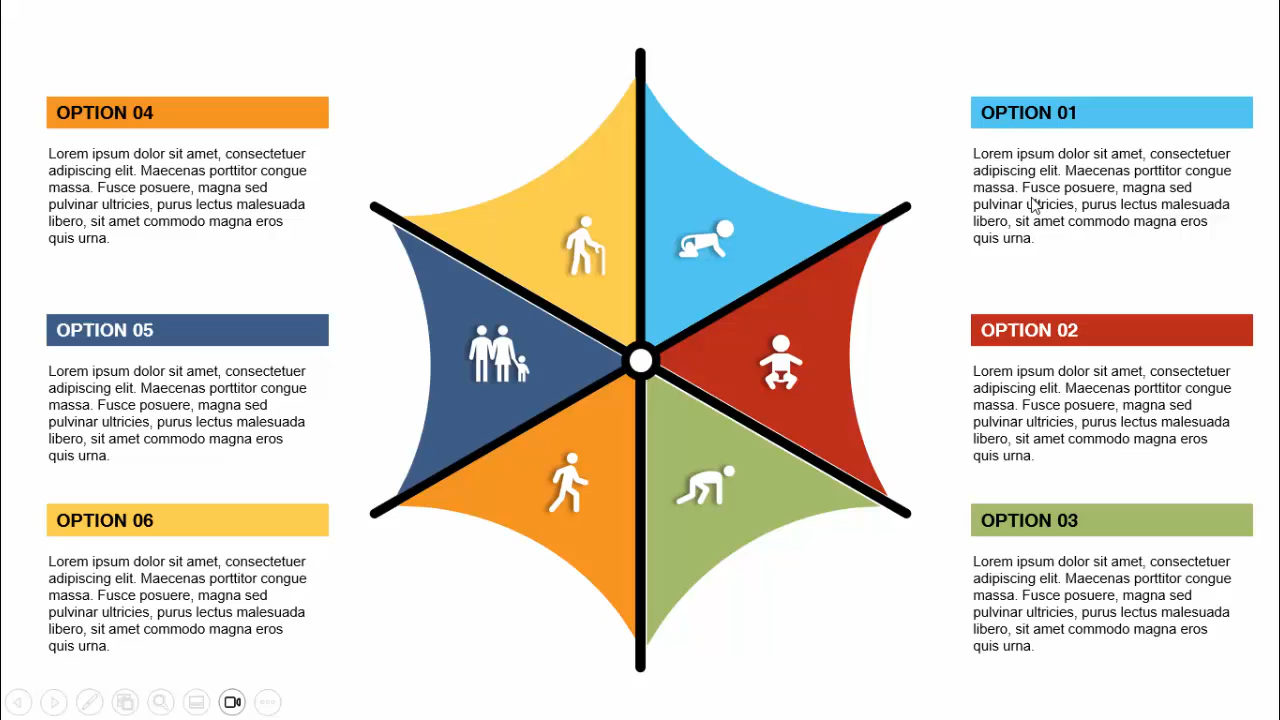 OPTION 04
Lorem ipsum dolor sit amet, consectetuer
adipiscing elit. Maecenas porttitor congue
massa. Fusce posuere, magna sed
pulvinar ultricies, purus lectus malesuada
libero, sit amet commodo magna eros
quis urna.
OPTION 05
Lorem ipsum dolor sit amet, consectetuer
adipiscing elit. Maecenas porttitor congue
massa. Fusce posuere, magna sed
pulvinar ultricies, purus lectus malesuada
libero, sit amet commodo magna eros
quis urna.
OPTION 06
Lorem ipsum dolor sit amet, consectetuer
adipiscing elit. Maecenas porttitor congue
massa. Fusce posuere, magna sed
pulvinar ultricies, purus lectus malesuada
libero, sit amet commodo magna eros
quis urna.
OPTION 01
Lorem ipsum dolor sit amet, consectetuer
adipiscing elit. Maecenas porttitor congue
massa. Fusce posuere, magna sed
pulvinar ultricies, purus lectus malesuada
libero, sit amet commodo magna eros
quis urna.
OPTION 02
Lorem ipsum dolor sit amet, consectetuer
adipiscing elit. Maecenas porttitor congue
massa. Fusce posuere, magna sed
pulvinar ultricies, purus lectus malesuada
libero, sit amet commodo magna eros
quis urna.
OPTION 03
Lorem ipsum dolor sit amet, consectetuer
adipiscing elit. Maecenas porttitor congue
massa. Fusce posuere, magna sed
pulvinar ultricies, purus lectus malesuada
libero, sit amet commodo magna eros
quis urna.